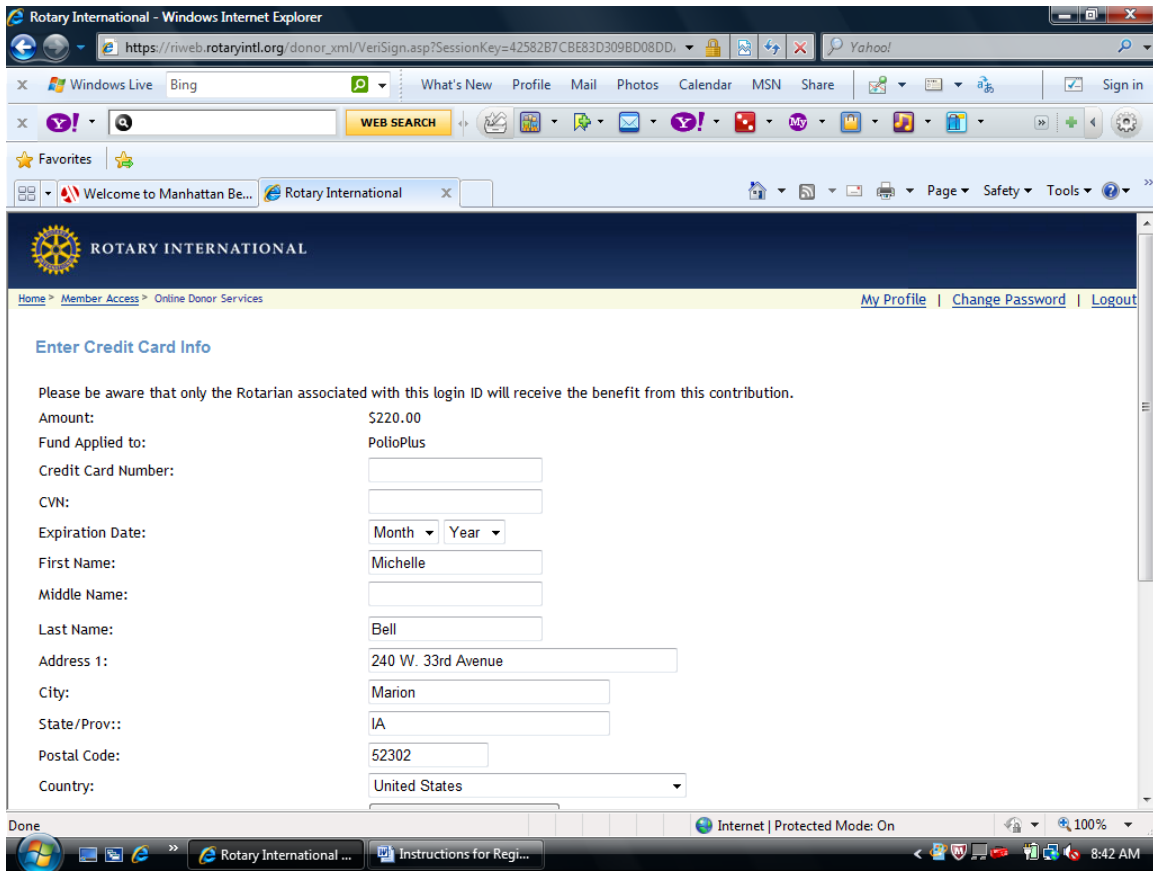 Rotary International - Windows Internet Explorer
https://riweb.rotaryintl.org/donor_xml/VeriSign.asp?SessionKey=42582B7CBE83D309BD08DD, Yahoo!
x Windows Live Bing What's New Profile Mail Photos Calendar MSN Share Sign in
x Y! WEB SEARCH Y! My
Favorites
Welcome to Manhattan Be... Rotary International x Page Safety Tools
ROTARY INTERNATIONAL
Home > Member Access > Online Donor Services My Profile | Change Password | Logout
Enter Credit Card Info
Please be aware that only the Rotarian associated with this login ID will receive the benefit from this contribution.
Amount: $220.00
Fund Applied to: PolioPlus
Credit Card Number:
CVN:
Expiration Date: Month Year
First Name: Michelle
Middle Name:
Last Name: Bell
Address 1: 240 W. 33rd Avenue
City: Marion
State/Prov:: IA
Postal Code: 52302
Country: United States
Done Internet | Protected Mode: On 100%
Rotary International ... Instructions for Regi... 8:42 AM